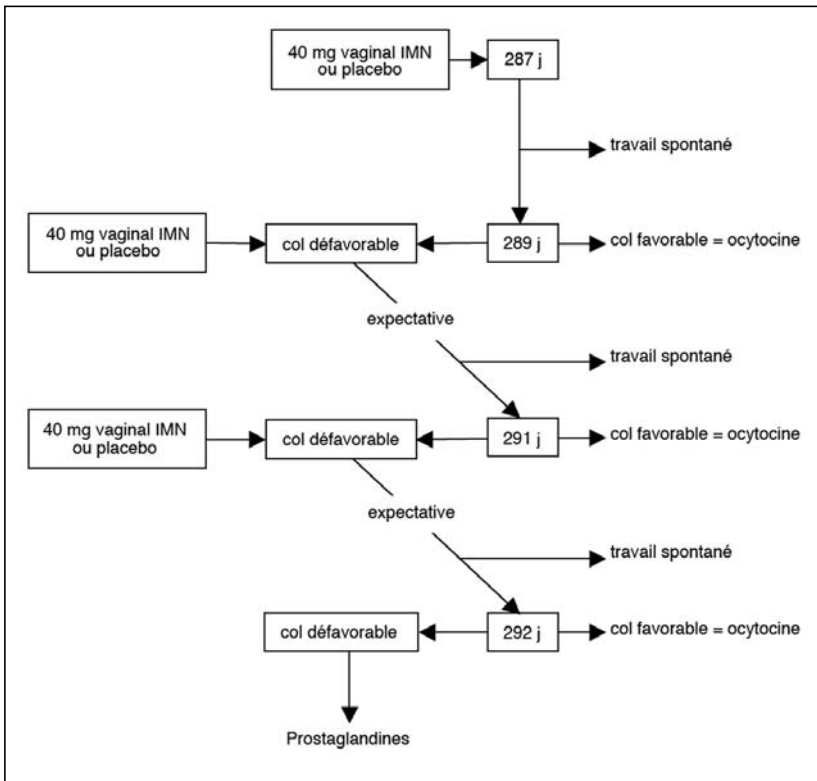 40 mg vaginal IMN
ou placebo
287 j
travail spontané
40 mg vaginal IMN
ou placebo
col défavorable
289 j
col favorable = ocytocine
expectative
travail spontané
40 mg vaginal IMN
ou placebo
col défavorable
291 j
col favorable = ocytocine
expectative
travail spontané
col défavorable
292 j
col favorable = ocytocine
Prostaglandines